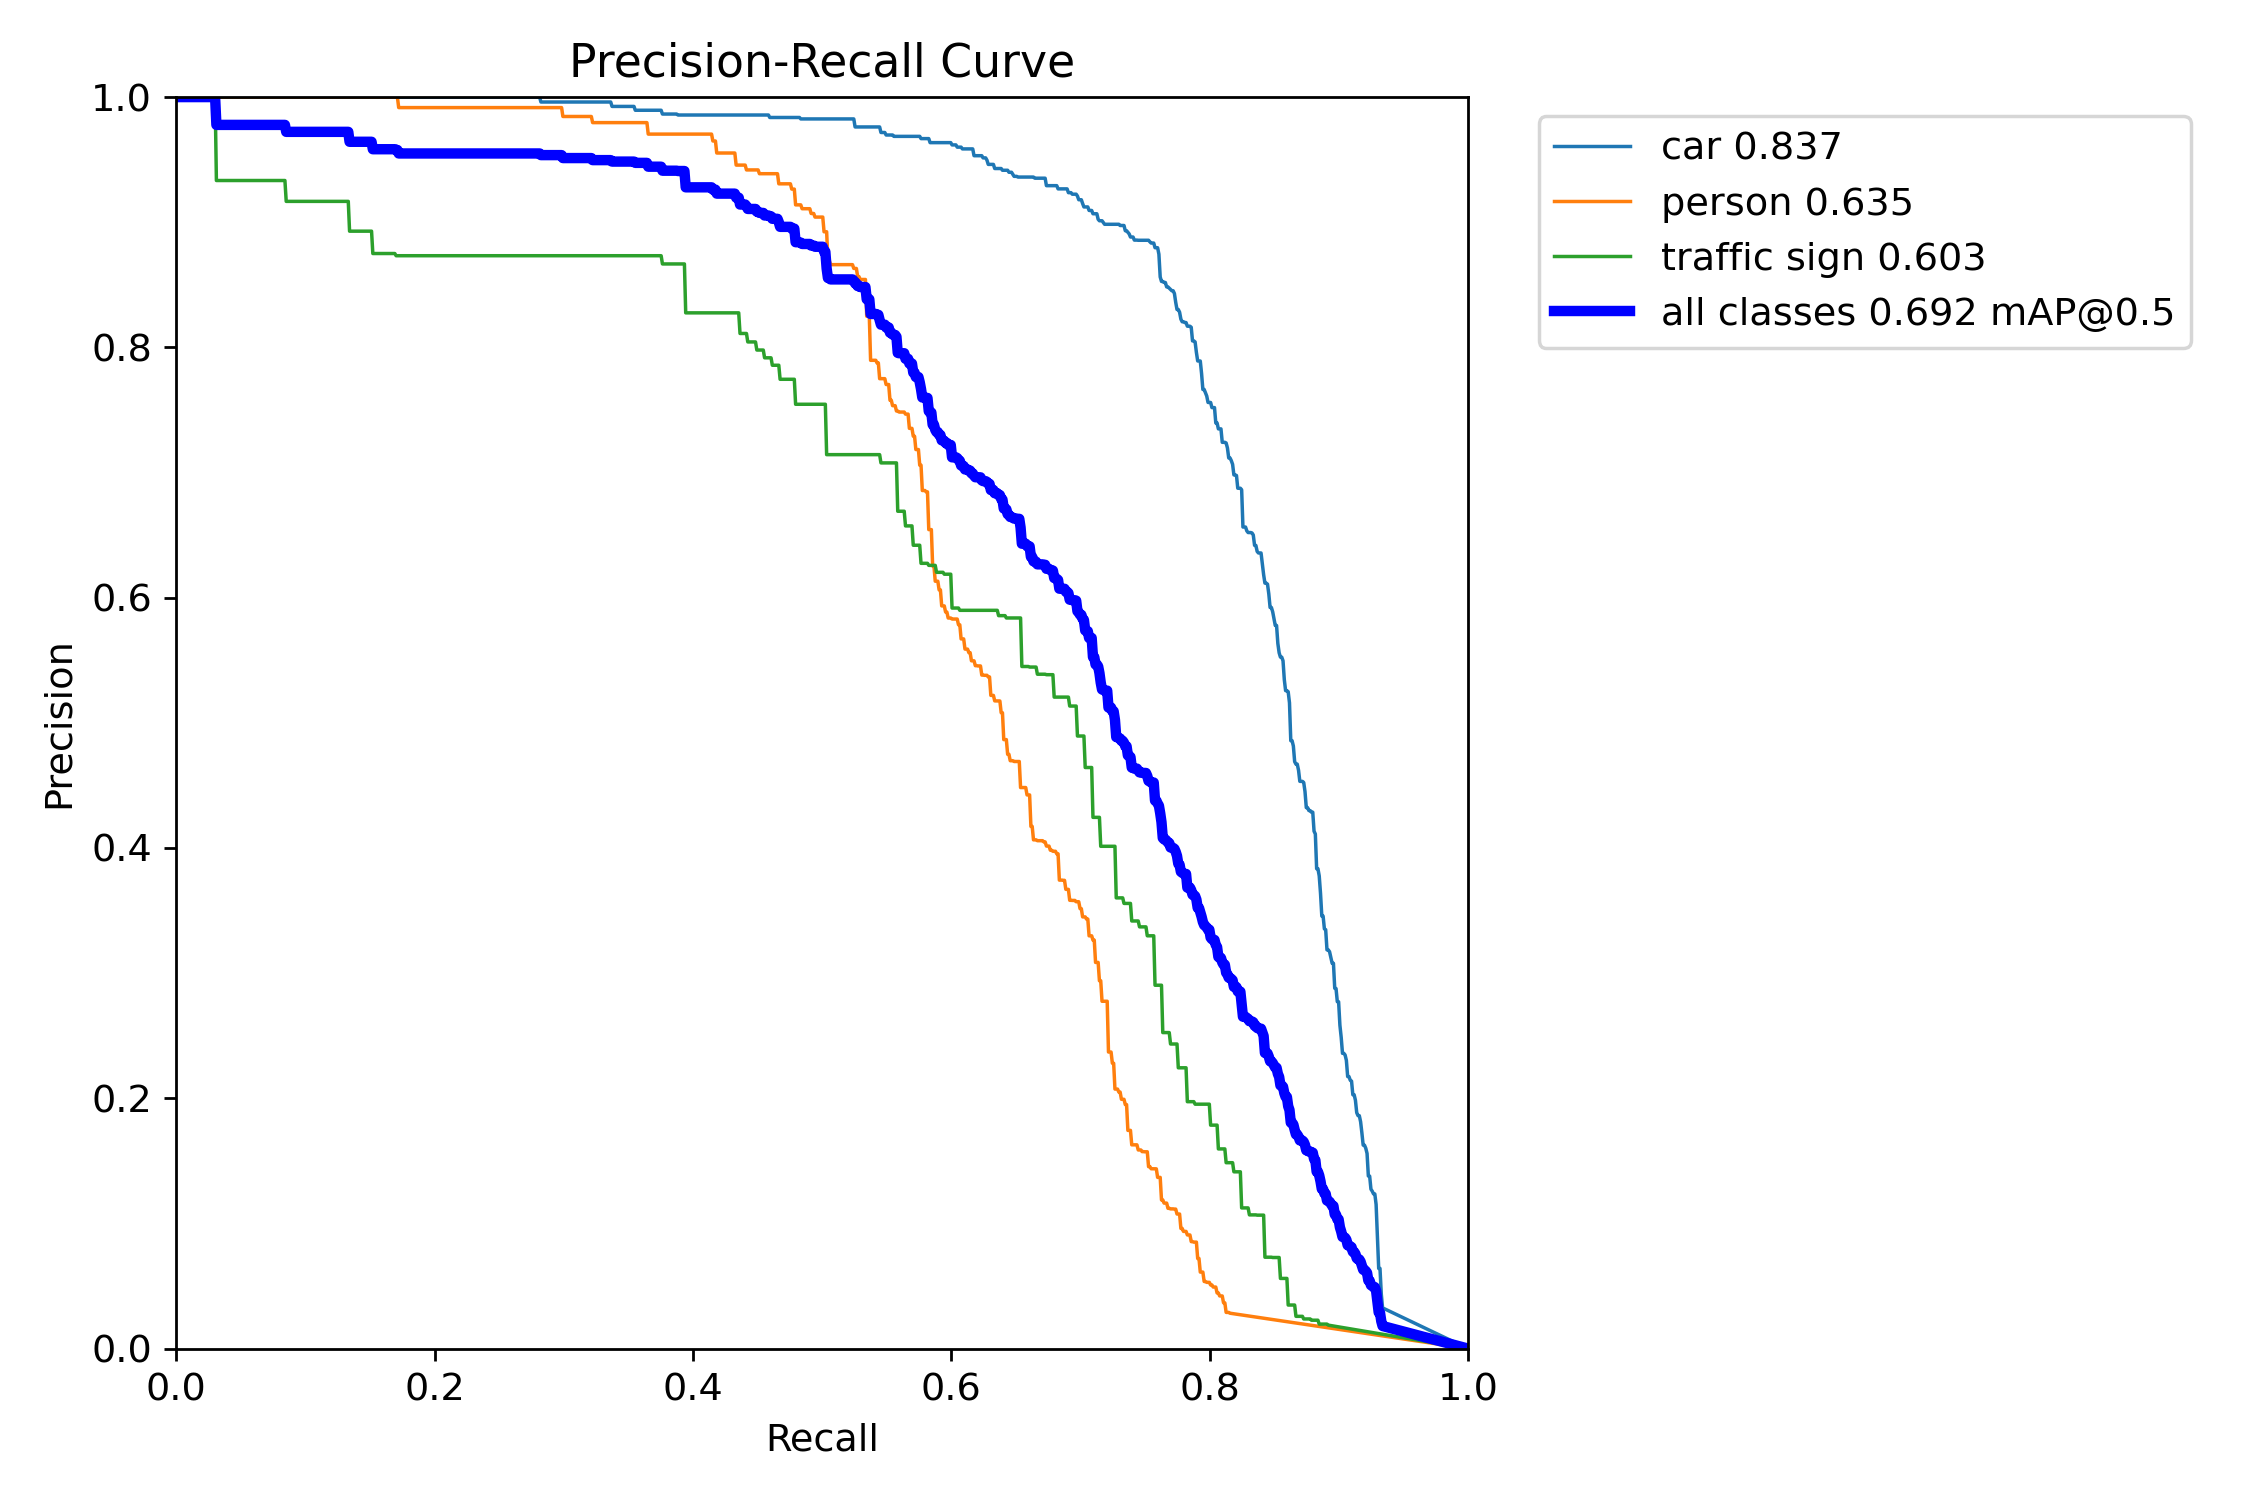 Precision-Recall Curve
1.0
0.8
0.6
0.4
0.2
0.0
Precision
0.0 0.2 0.4 0.6 0.8 1.0
Recall
car 0.837
person 0.635
traffic sign 0.603
all classes 0.692 mAP@0.5